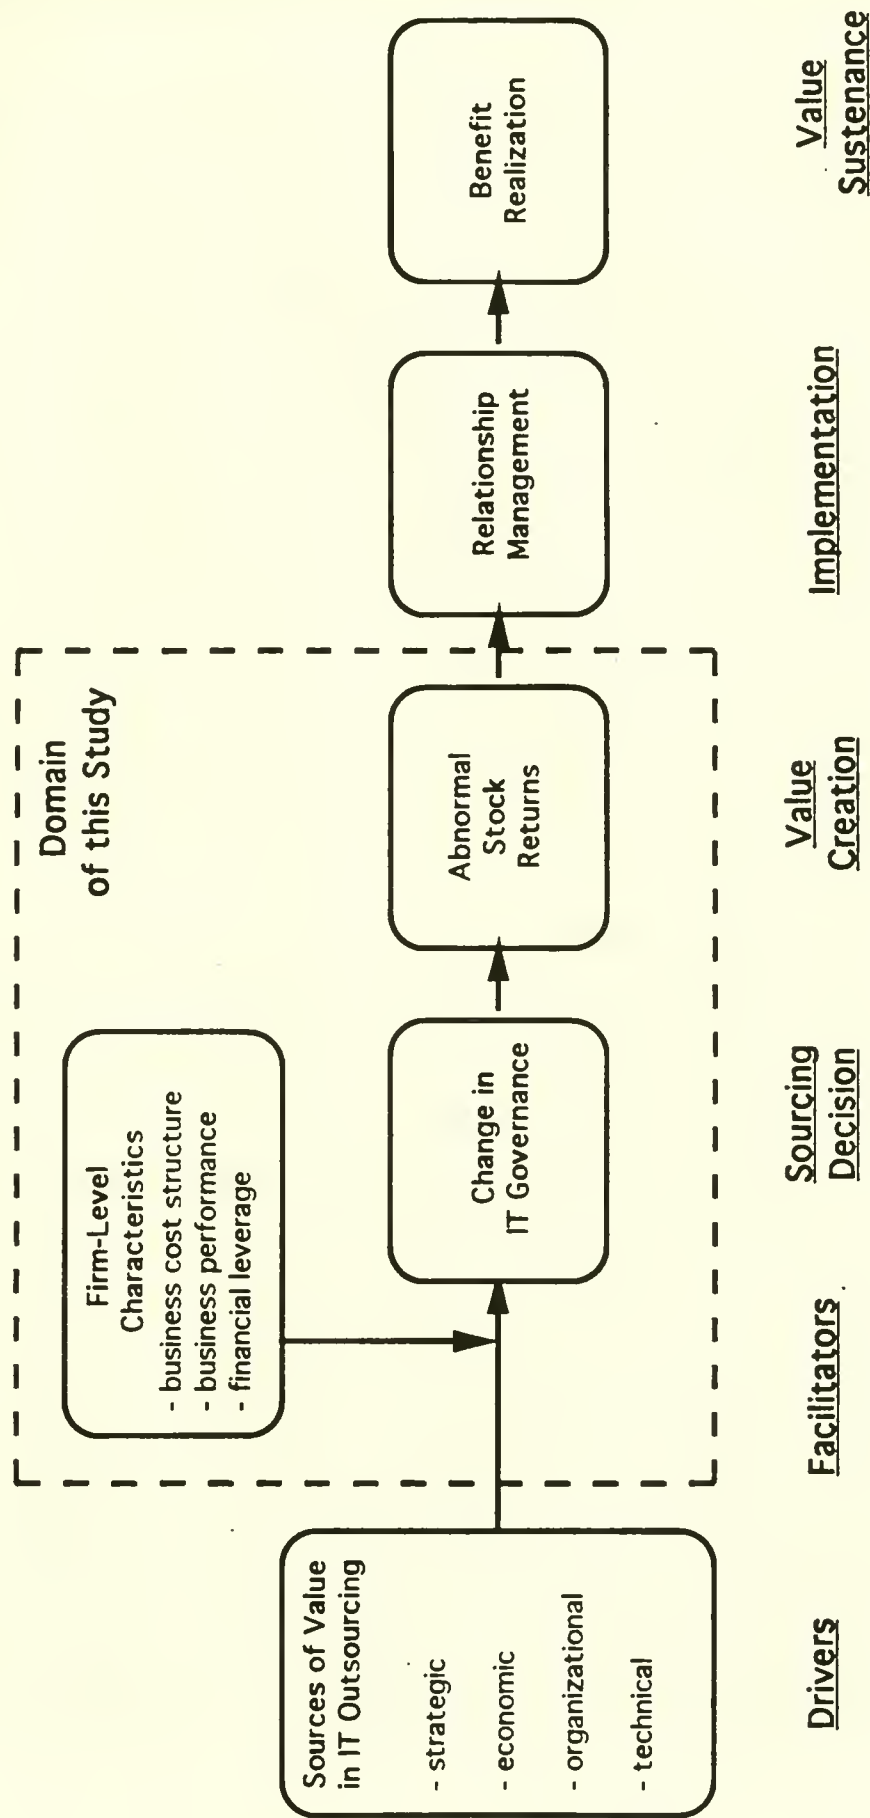 Domain
of this Study
Firm-Level
Characteristics
- business cost structure
- business performance
- financial leverage
Sources of Value
in IT Outsourcing
- strategic
- economic
- organizational
- technical
Change in
IT Governance
Abnormal
Stock
Returns
Relationship
Management
Benefit
Realization
Drivers
Facilitators
Sourcing
Decision
Value
Creation
Implementation
Value
Sustenance